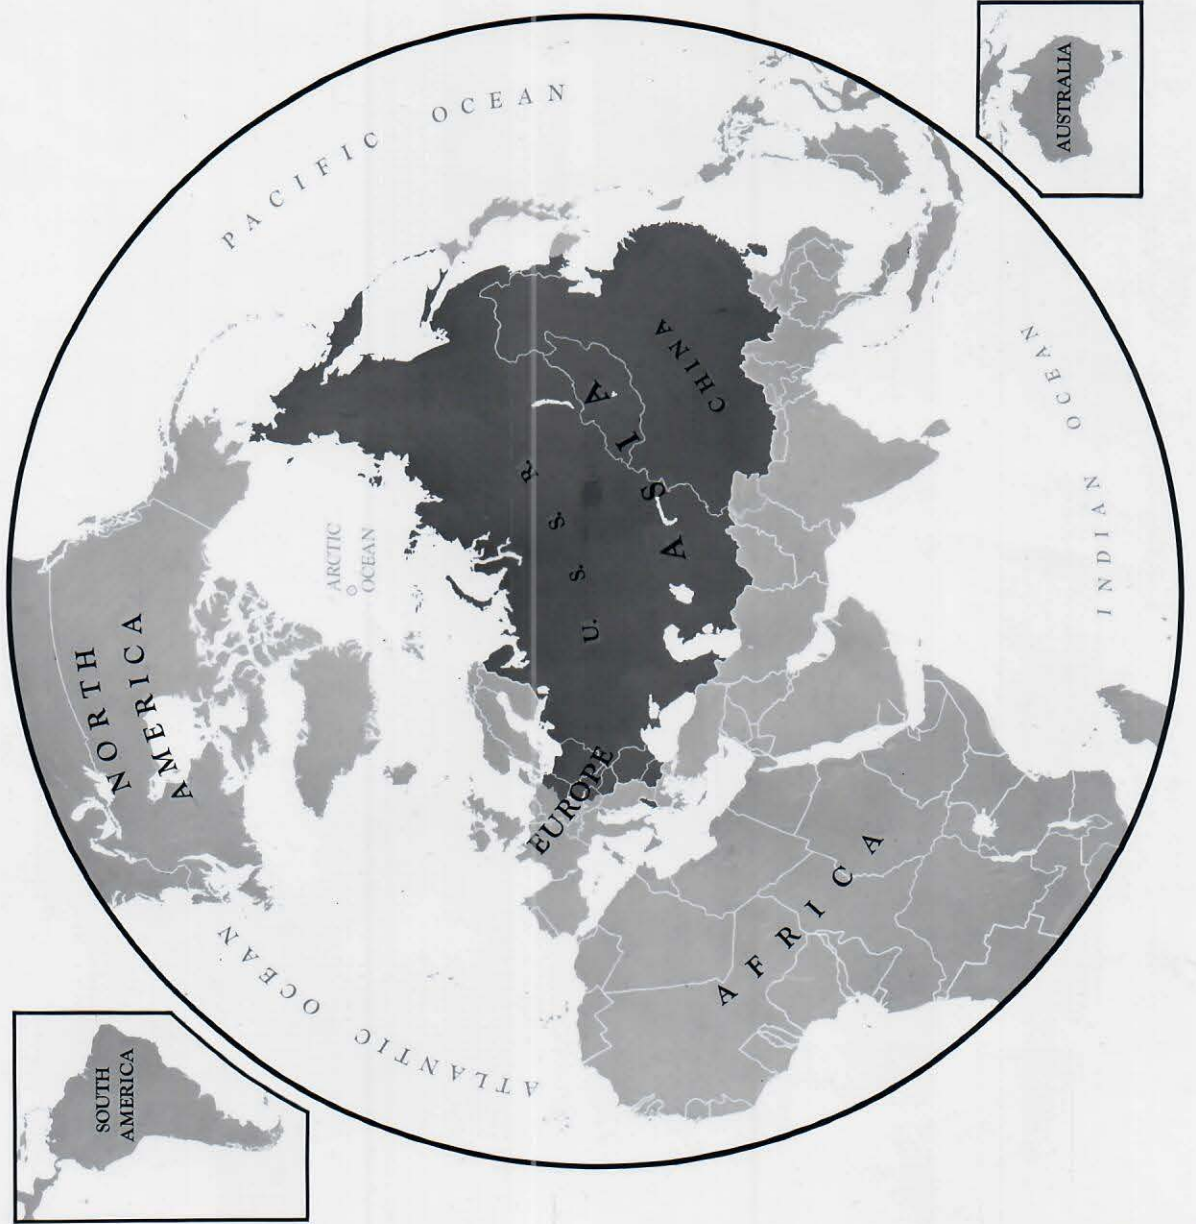 PACIFIC OCEAN
AUSTRALIA
CHINA
ASIA
U. S. S. R.
ARCTIC
OCEAN
INDIAN OCEAN
NORTH
AMERICA
EUROPE
AFRICA
ATLANTIC OCEAN
SOUTH
AMERICA